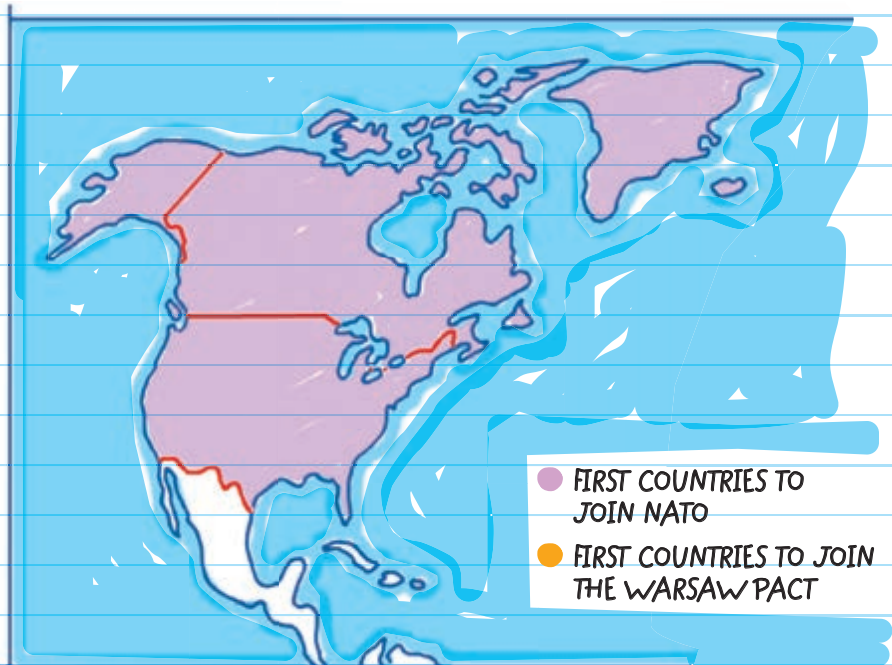 FIRST COUNTRIES TO
JOIN NATO
FIRST COUNTRIES TO JOIN
THE WARSAW PACT